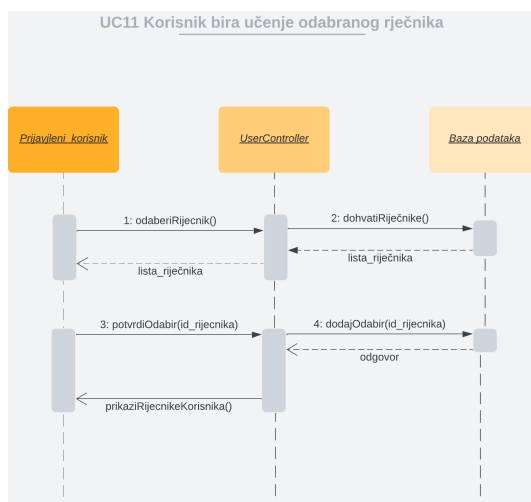 UC11 Korisnik bira učenje odabranog rječnika
Prijavljeni_korisnik
UserController
Baza podataka
1: odaberiRijecnik()
2: dohvatiRiječnike()
lista_riječnika
lista_riječnika
3: potvrdiOdabir(id_rijecnika)
4: dodajOdabir(id_rijecnika)
odgovor
prikaziRijecnikeKorisnika()